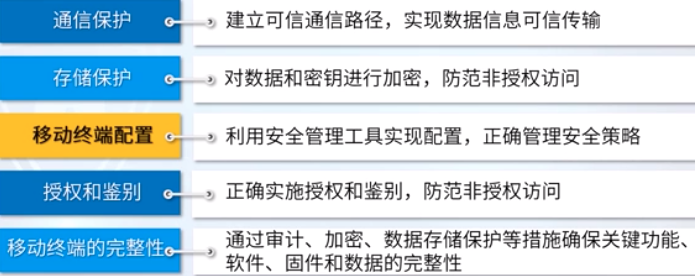 通信保护
建立可信通信路径，实现数据信息可信传输
存储保护
对数据和密钥进行加密，防范非授权访问
移动终端配置
利用安全管理工具实现配置，正确管理安全策略
授权和鉴别
正确实施授权和鉴别，防范非授权访问
移动终端的完整性
通过审计、加密、数据存储保护等措施确保关键功能、
软件、固件和数据的完整性